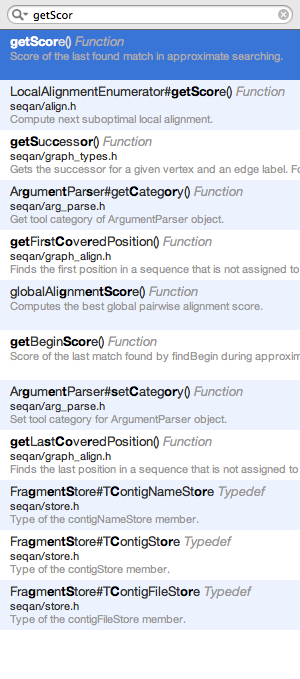 getScor
getScore() Function
Score of the last found match in approximate searching.
LocalAlignmentEnumerator#getScore() Function
seqan/align.h
Compute next suboptimal local alignment.
getSuccessor() Function
seqan/graph_types.h
Gets the successor for a given vertex and an edge label. Fo
ArgumentParser#getCategory() Function
seqan/arg_parse.h
Get tool category of ArgumentParser object.
getFirstCoveredPosition() Function
seqan/graph_align.h
Finds the first position in a sequence that is not assigned to
globalAlignmentScore() Function
Computes the best global pairwise alignment score.
getBeginScore() Function
Score of the last match found by findBegin during approxim
ArgumentParser#setCategory() Function
seqan/arg_parse.h
Set tool category for ArgumentParser object.
getLastCoveredPosition() Function
seqan/graph_align.h
Finds the last position in a sequence that is not assigned to
FragmentStore#TContigNameStore Typedef
seqan/store.h
Type of the contigNameStore member.
FragmentStore#TContigStore Typedef
seqan/store.h
Type of the contigStore member.
FragmentStore#TContigFileStore Typedef
seqan/store.h
Type of the contigFileStore member.